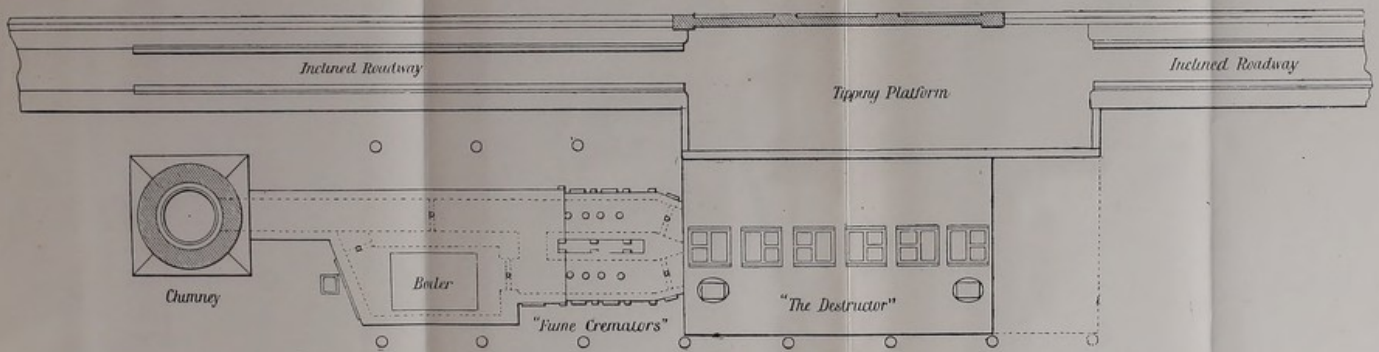 Inclined Roadway
Tipping Platform
Inclined Roadway
Chimney
Boiler
"Fume Cremators"
"The Destructor"